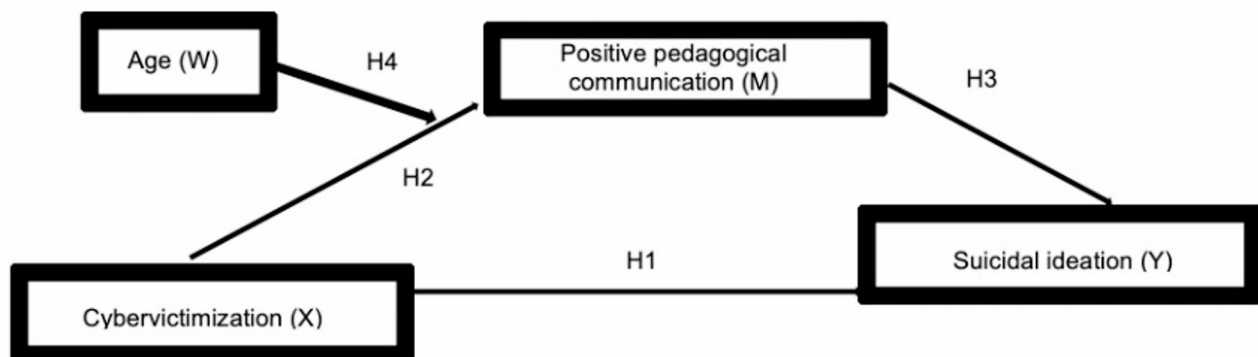 Age (W)
H4
Positive pedagogical
communication (M)
H3
H2
H1
Suicidal ideation (Y)
Cybervictimization (X)